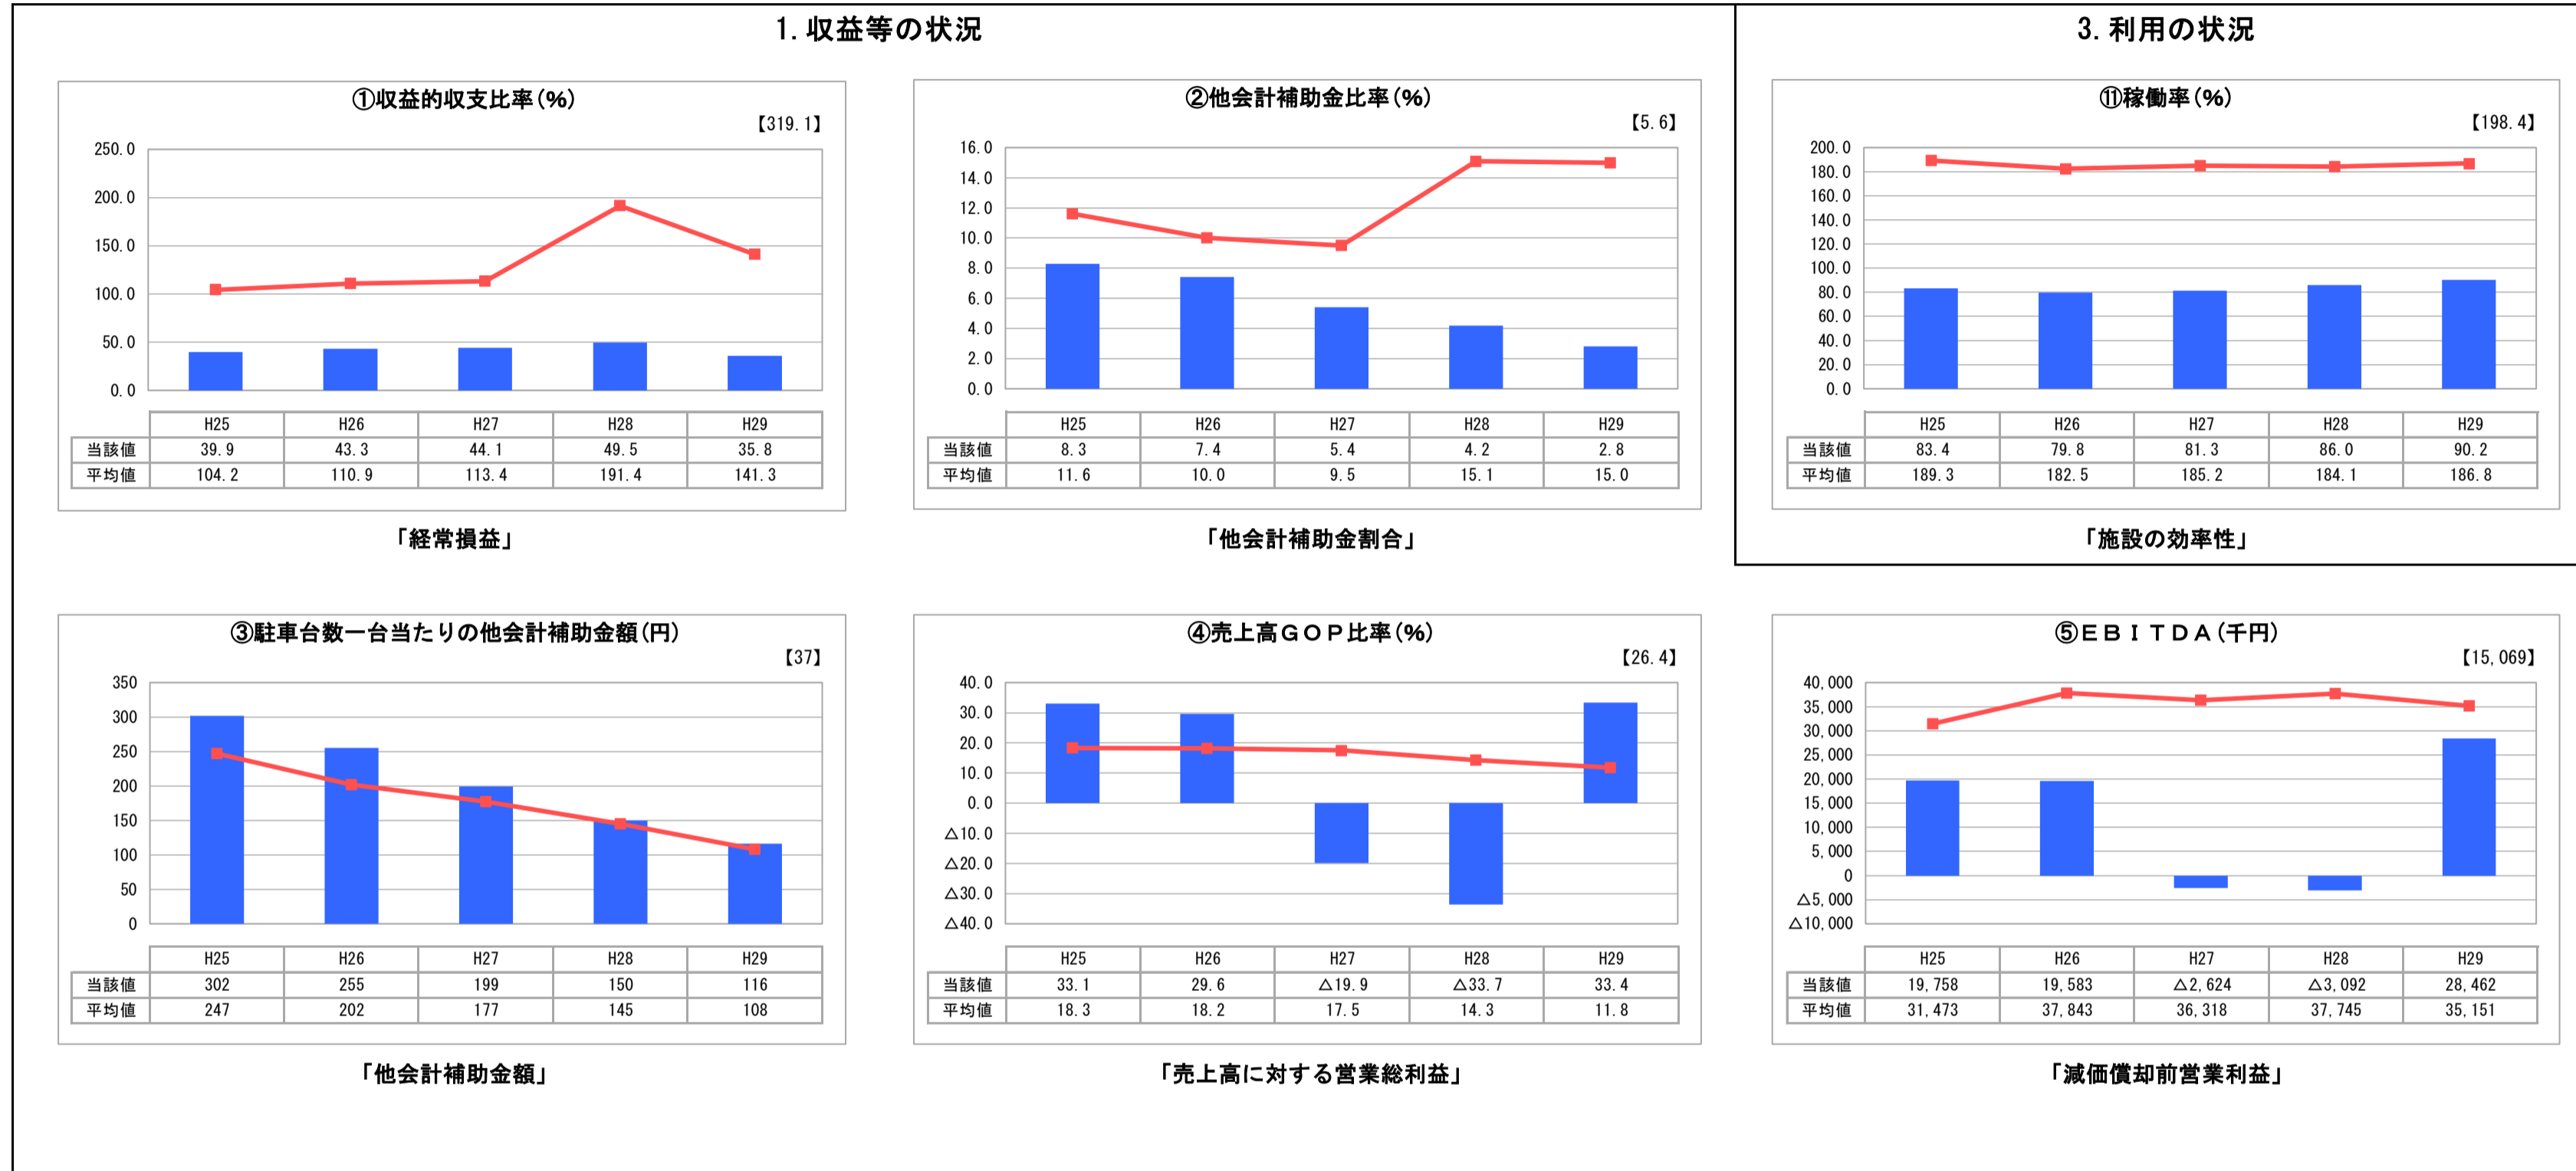 1.収益等の状況
3.利用の状況
①収益的収支比率(%)
【319.1】
250.0
200.0
150.0
100.0
50.0
0.0
H25 H26 H27 H28 H29
当該値 39.9 43.3 44.1 49.5 35.8
平均値 104.2 110.9 113.4 191.4 141.3
「経常損益」
②他会計補助金比率(%)
【5.6】
16.0
14.0
12.0
10.0
8.0
6.0
4.0
2.0
0.0
H25 H26 H27 H28 H29
当該値 8.3 7.4 5.4 4.2 2.8
平均値 11.6 10.0 9.5 15.1 15.0
「他会計補助金割合」
⑪稼働率(%)
【198.4】
200.0
180.0
160.0
140.0
120.0
100.0
80.0
60.0
40.0
20.0
0.0
H25 H26 H27 H28 H29
当該値 83.4 79.8 81.3 86.0 90.2
平均値 189.3 182.5 185.2 184.1 186.8
「施設の効率性」
③駐車台数一台当たりの他会計補助金額(円)
【37】
350
300
250
200
150
100
50
0
H25 H26 H27 H28 H29
当該値 302 255 199 150 116
平均値 247 202 177 145 108
「他会計補助金額」
④売上高ＧＯＰ比率(%)
【26.4】
40.0
30.0
20.0
10.0
0.0
△10.0
△20.0
△30.0
△40.0
H25 H26 H27 H28 H29
当該値 33.1 29.6 △19.9 △33.7 33.4
平均値 18.3 18.2 17.5 14.3 11.8
「売上高に対する営業総利益」
⑤ＥＢＩＴＤＡ(千円)
【15,069】
40,000
35,000
30,000
25,000
20,000
15,000
10,000
5,000
0
△5,000
△10,000
H25 H26 H27 H28 H29
当該値 19,758 19,583 △2,624 △3,092 28,462
平均値 31,473 37,843 36,318 37,745 35,151
「減価償却前営業利益」